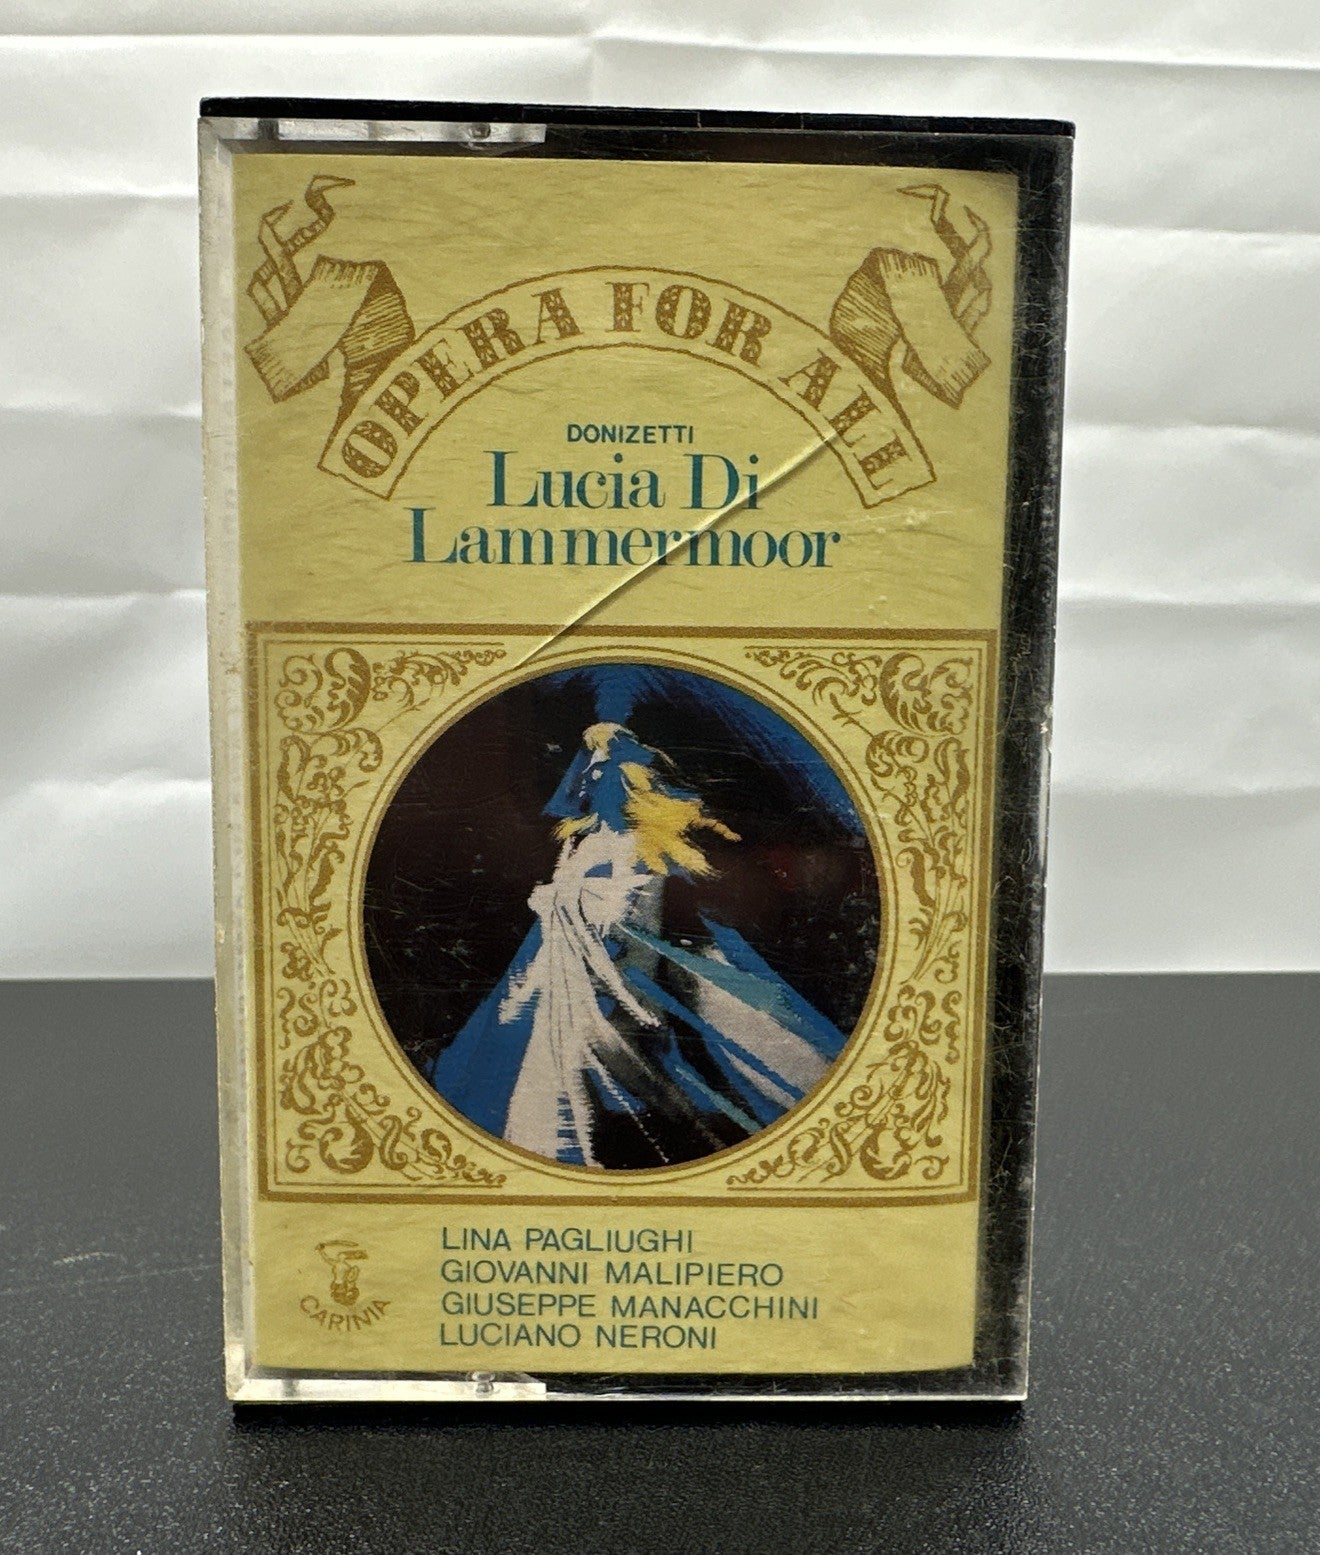 OPERA FOR ALL
DONIZETTI
Lucia Di
Lammermoor
LINA PAGLIUGHI
GIOVANNI MALIPIERO
GIUSEPPE MANACCHINI
LUCIANO NERONI
CARINIA